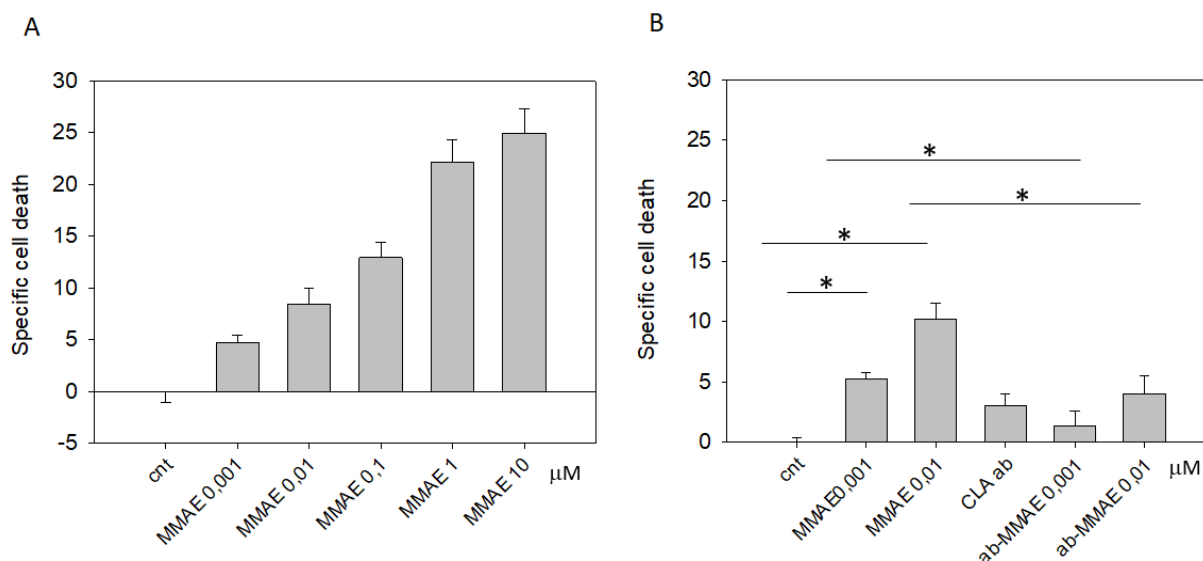 A
Specific cell death
30
25
20
15
10
5
0
-5
cnt
MMAE 0,001
MMAE 0,01
MMAE 0,1
MMAE 1
MMAE 10
μM
B
Specific cell death
30
25
20
15
10
5
0
*
*
*
*
cnt
MMAE0,001
MMAE 0,01
CLA ab
ab-MMAE 0,001
ab-MMAE 0,01
μM